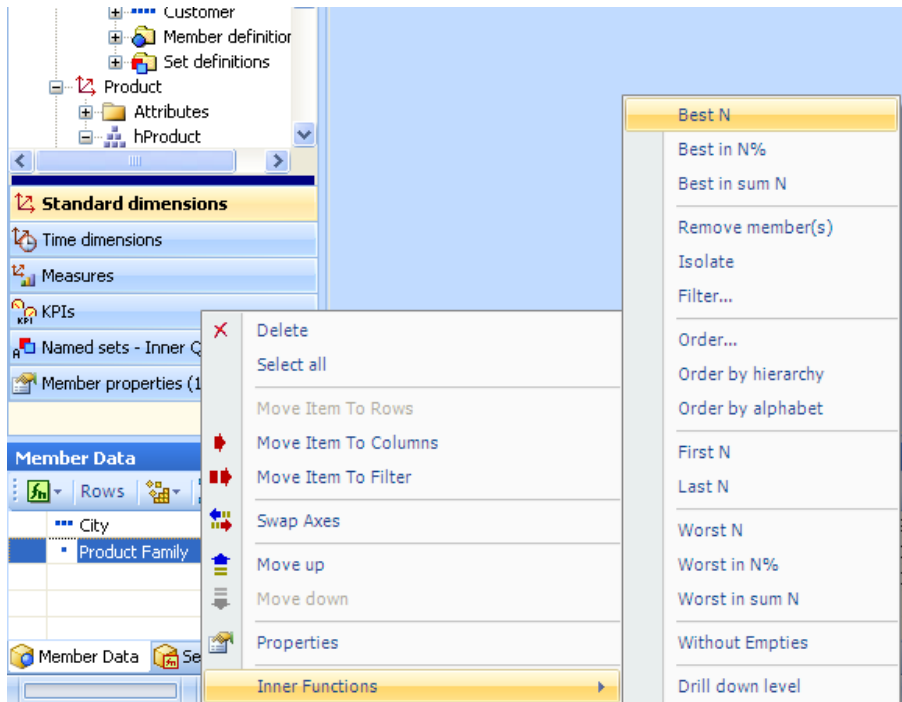 Customer
Member definition
Set definitions
Product
Attributes
hProduct
Standard dimensions
Time dimensions
Measures
KPI
KPIs
Named sets - Inner Q
Member properties (1
Member Data
Rows
City
Product Family
Member Data
Se
Delete
Select all
Move Item To Rows
Move Item To Columns
Move Item To Filter
Swap Axes
Move up
Move down
Properties
Inner Functions
Best N
Best in N%
Best in sum N
Remove member(s)
Isolate
Filter...
Order...
Order by hierarchy
Order by alphabet
First N
Last N
Worst N
Worst in N%
Worst in sum N
Without Empties
Drill down level